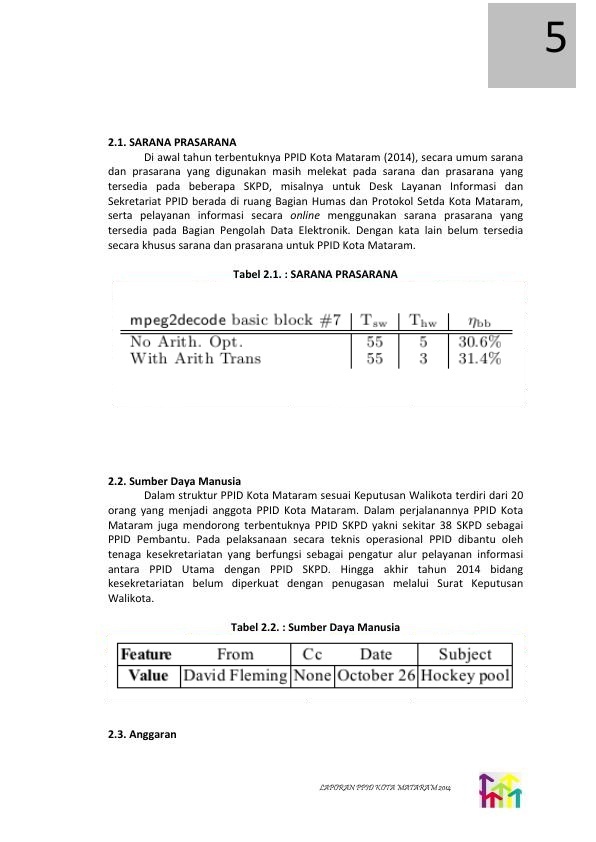 5
2.1. SARANA PRASARANA
Di awal tahun terbentuknya PPID Kota Mataram (2014), secara umum sarana
dan prasarana yang digunakan masih melekat pada sarana dan prasarana yang
tersedia pada beberapa SKPD, misalnya untuk Desk Layanan Informasi dan
Sekretariat PPID berada di ruang Bagian Humas dan Protokol Setda Kota Mataram,
serta pelayanan informasi secara online menggunakan sarana prasarana yang
tersedia pada Bagian Pengolah Data Elektronik. Dengan kata lain belum tersedia
secara khusus sarana dan prasarana untuk PPID Kota Mataram.
Tabel 2.1. : SARANA PRASARANA
mpeg2decode basic block #7 | Tsw | Thw | ηbb
No Arith. Opt. | 55 | 5 | 30.6%
With Arith Trans | 55 | 3 | 31.4%
2.2. Sumber Daya Manusia
Dalam struktur PPID Kota Mataram sesuai Keputusan Walikota terdiri dari 20
orang yang menjadi anggota PPID Kota Mataram. Dalam perjalanannya PPID Kota
Mataram juga mendorong terbentuknya PPID SKPD yakni sekitar 38 SKPD sebagai
PPID Pembantu. Pada pelaksanaan secara teknis operasional PPID dibantu oleh
tenaga kesekretariatan yang berfungsi sebagai pengatur alur pelayanan informasi
antara PPID Utama dengan PPID SKPD. Hingga akhir tahun 2014 bidang
kesekretariatan belum diperkuat dengan penugasan melalui Surat Keputusan
Walikota.
Tabel 2.2. : Sumber Daya Manusia
Feature | From | Cc | Date | Subject
Value | David Fleming | None | October 26 | Hockey pool
2.3. Anggaran
LAPORAN PPID KOTA MATARAM 2014